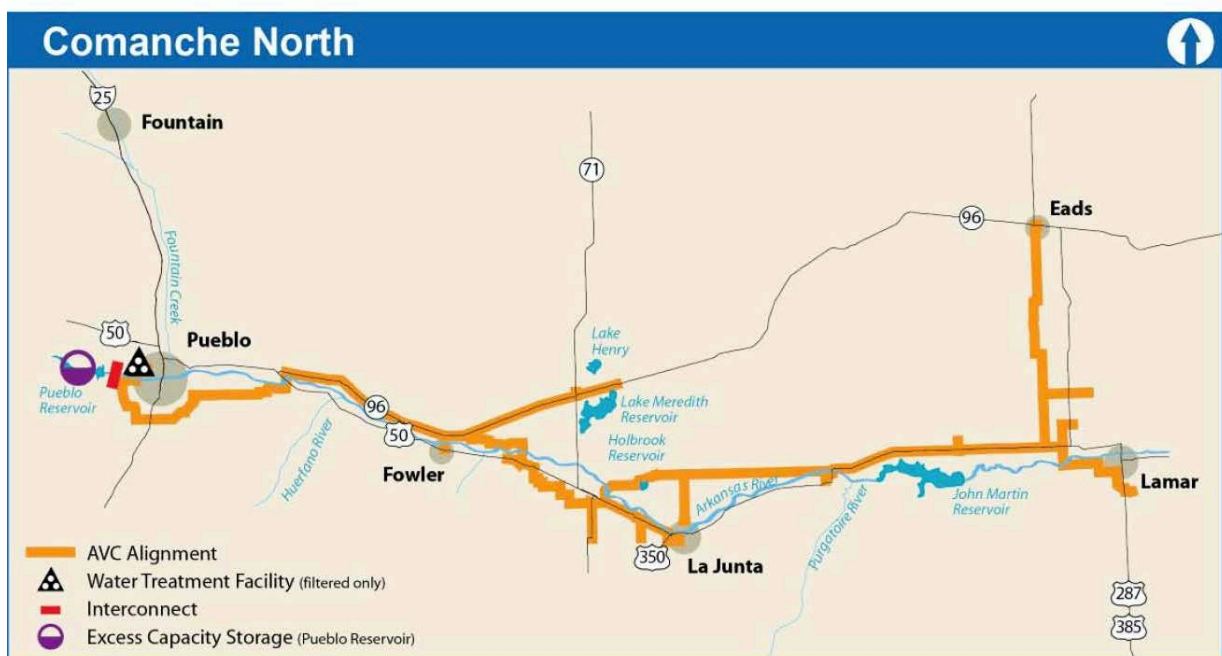 Comanche North
25
Fountain
Fountain Creek
71
96
Eads
50
Pueblo
Pueblo
Reservoir
Lake
Henry
96
50
Lake Meredith
Reservoir
Holbrook
Reservoir
Huerfano River
Fowler
Arkansas River
Purgatoire River
John Martin
Reservoir
Lamar
350
La Junta
287
385
AVC Alignment
Water Treatment Facility (filtered only)
Interconnect
Excess Capacity Storage (Pueblo Reservoir)